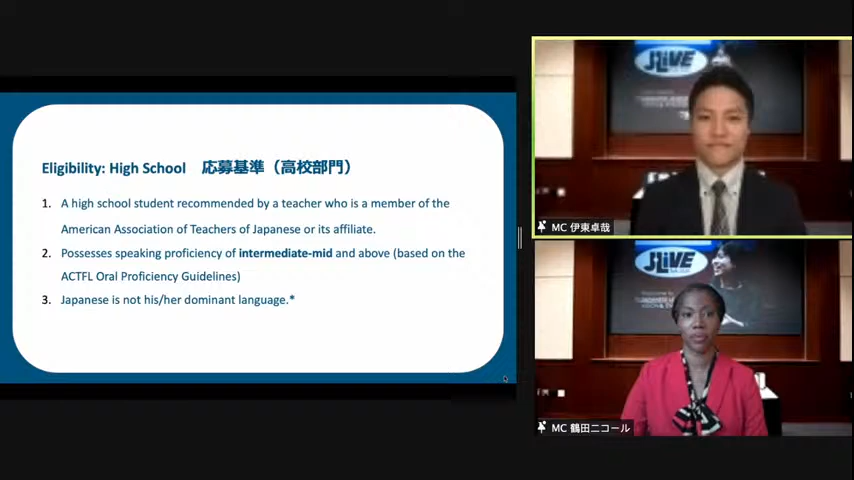 Eligibility: High School 応募基準（高校部門）
1. A high school student recommended by a teacher who is a member of the
American Association of Teachers of Japanese or its affiliate.
2. Possesses speaking proficiency of intermediate-mid and above (based on the
ACTFL Oral Proficiency Guidelines)
3. Japanese is not his/her dominant language.*
J-LIVE
MC 伊東卓哉
J-LIVE
MC 鶴田ニコール